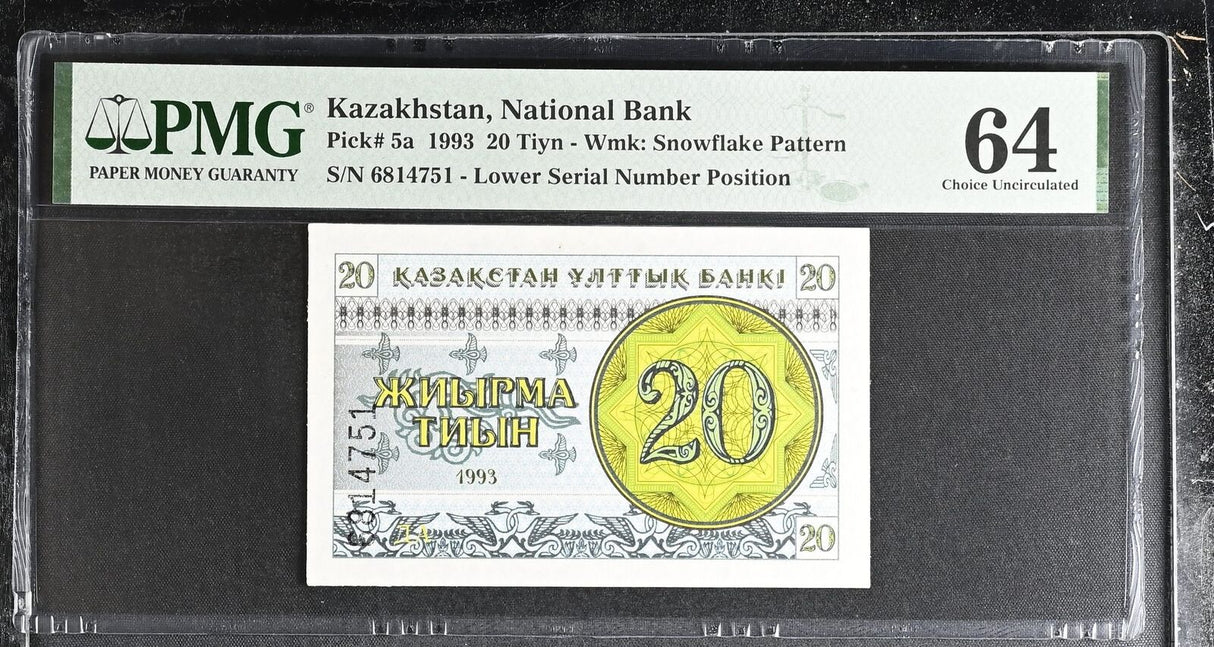 PMG®
PAPER MONEY GUARANTY
Kazakhstan, National Bank
Pick# 5a 1993 20 Tiyn - Wmk: Snowflake Pattern
S/N 6814751 - Lower Serial Number Position
64
Choice Uncirculated
20 ҚАЗАҚСТАН ҰЛТТЫҚ БАНКІ 20
ЖИЫРМА
ТИЫН
1993
20
6814751
20